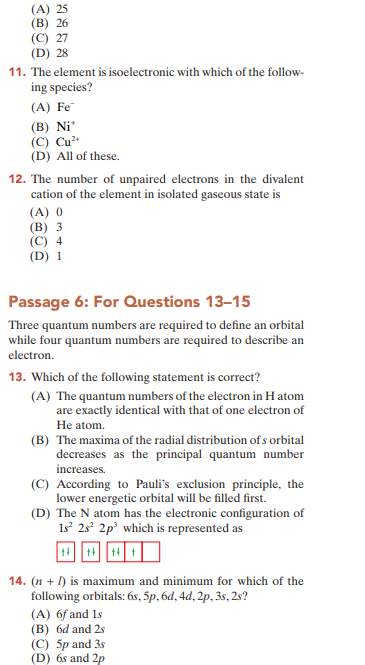 (A) 25
(B) 26
(C) 27
(D) 28
11. The element is isoelectronic with which of the follow-
ing species?
(A) Fe⁻
(B) Ni⁺
(C) Cu²⁺
(D) All of these.
12. The number of unpaired electrons in the divalent
cation of the element in isolated gaseous state is
(A) 0
(B) 3
(C) 4
(D) 1
Passage 6: For Questions 13–15
Three quantum numbers are required to define an orbital
while four quantum numbers are required to describe an
electron.
13. Which of the following statement is correct?
(A) The quantum numbers of the electron in H atom
are exactly identical with that of one electron of
He atom.
(B) The maxima of the radial distribution of s orbital
decreases as the principal quantum number
increases.
(C) According to Pauli's exclusion principle, the
lower energetic orbital will be filled first.
(D) The N atom has the electronic configuration of
1s² 2s² 2p³ which is represented as
↑↓ ↑↓ ↑↓ ↑
14. (n + l) is maximum and minimum for which of the
following orbitals: 6s, 5p, 6d, 4d, 2p, 3s, 2s?
(A) 6f and 1s
(B) 6d and 2s
(C) 5p and 3s
(D) 6s and 2p